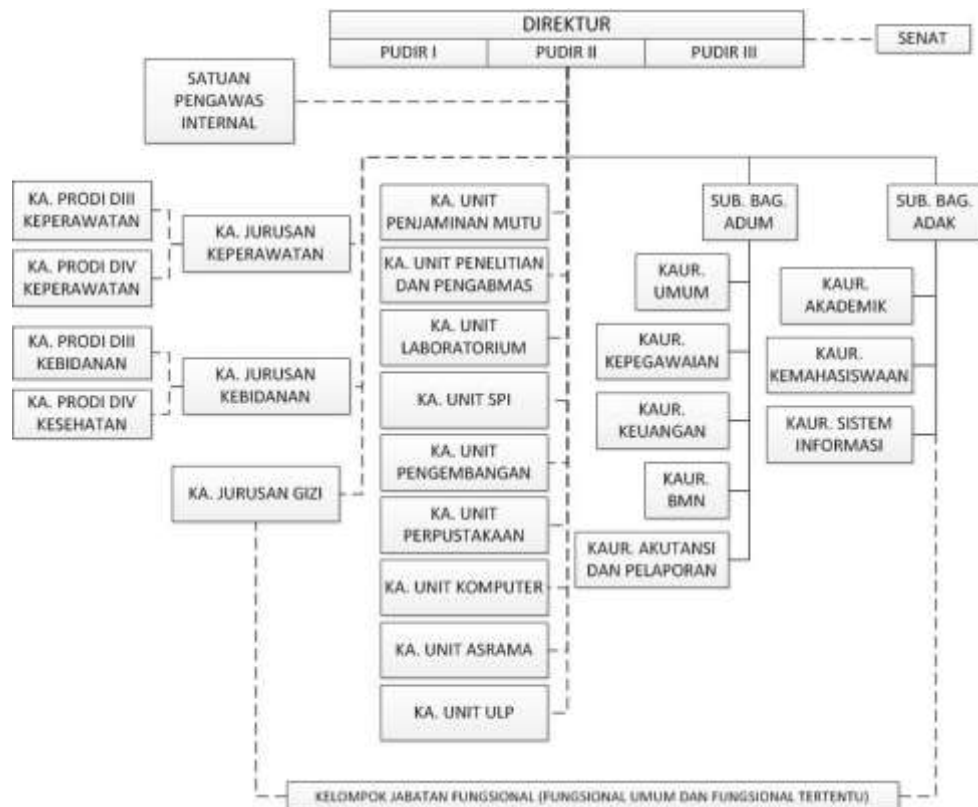 DIREKTUR
PUDIR I
PUDIR II
PUDIR III
SENAT
SATUAN
PENGAWAS
INTERNAL
KA. PRODI DIII
KEPERAWATAN
KA. PRODI DIV
KEPERAWATAN
KA. JURUSAN
KEPERAWATAN
KA. PRODI DIII
KEBIDANAN
KA. PRODI DIV
KESEHATAN
KA. JURUSAN
KEBIDANAN
KA. JURUSAN GIZI
KA. UNIT
PENJAMINAN MUTU
KA. UNIT PENELITIAN
DAN PENGABMAS
KA. UNIT
LABORATORIUM
KA. UNIT SPI
KA. UNIT
PENGEMBANGAN
KA. UNIT
PERPUSTAKAAN
KA. UNIT KOMPUTER
KA. UNIT ASRAMA
KA. UNIT ULP
SUB. BAG.
ADUM
KAUR.
UMUM
KAUR.
KEPEGAWAIAN
KAUR.
KEUANGAN
KAUR.
BMN
KAUR. AKUTANSI
DAN PELAPORAN
SUB. BAG.
ADAK
KAUR.
AKADEMIK
KAUR.
KEMAHASISWAAN
KAUR. SISTEM
INFORMASI
KELOMPOK JABATAN FUNGSIONAL (FUNGSIONAL UMUM DAN FUNGSIONAL TERTENTU)